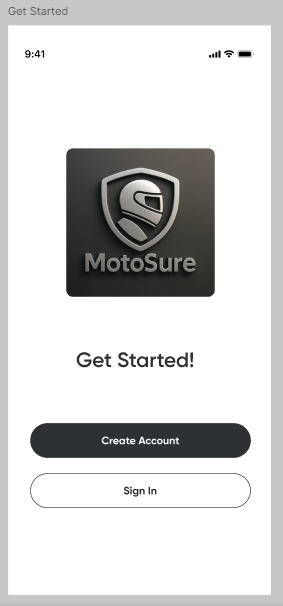 Get Started
9:41
MotoSure
Get Started!
Create Account
Sign In